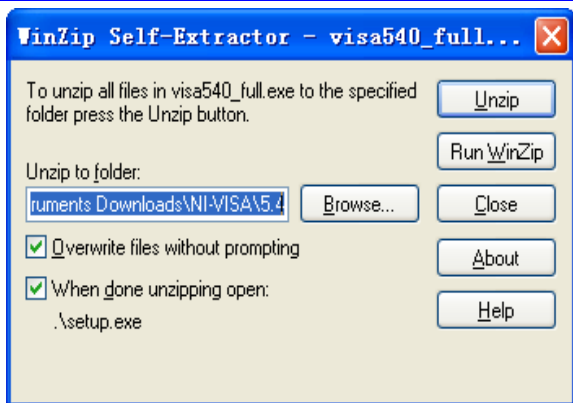 WinZip Self-Extractor - visa540_full...
To unzip all files in visa540_full.exe to the specified
folder press the Unzip button.
Unzip to folder:
ruments Downloads\NI-VISA\5.4
Browse...
Overwrite files without prompting
When done unzipping open:
.\setup.exe
Unzip
Run WinZip
Close
About
Help